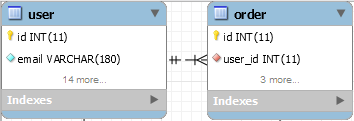 user
id INT(11)
email VARCHAR(180)
14 more...
Indexes
order
id INT(11)
user_id INT(11)
3 more...
Indexes